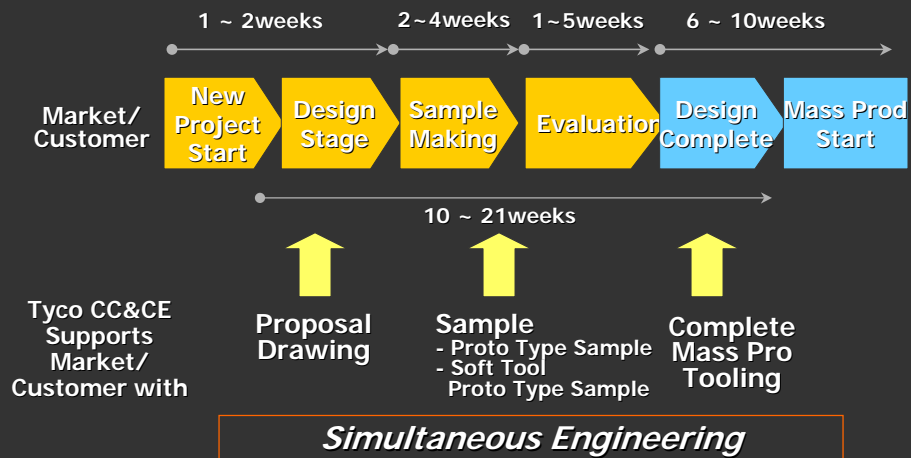 1 ~ 2weeks
2~4weeks
1~5weeks
6 ~ 10weeks
Market/
Customer
New
Project
Start
Design
Stage
Sample
Making
Evaluation
Design
Complete
Mass Prod
Start
10 ~ 21weeks
Tyco CC&CE
Supports
Market/
Customer with
Proposal
Drawing
Sample
- Proto Type Sample
- Soft Tool
Proto Type Sample
Complete
Mass Pro
Tooling
Simultaneous Engineering